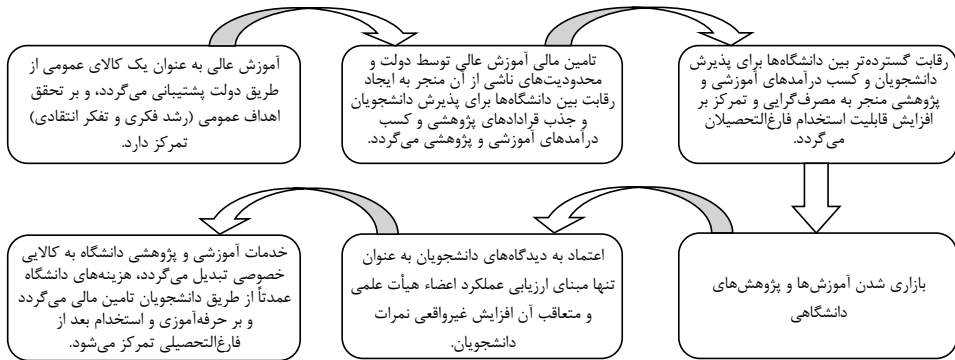 آموزش عالی به عنوان یک کالای عمومی از
طریق دولت پشتیبانی می‌گردد، و بر تحقق
اهداف عمومی (رشد فکری و تفکر انتقادی)
تمرکز دارد.
تامین مالی آموزش عالی توسط دولت و
محدودیت‌های ناشی از آن منجر به ایجاد
رقابت بین دانشگاه‌ها برای پذیرش دانشجویان
و جذب قرادادهای پژوهشی و کسب
درآمدهای آموزشی و پژوهشی می‌گردد.
رقابت گسترده‌تر بین دانشگاه‌ها برای پذیرش
دانشجویان و کسب درآمدهای آموزشی و
پژوهشی منجر به مصرف‌گرایی و تمرکز بر
افزایش قابلیت استخدام فارغ‌التحصیلان
می‌گردد.
بازاری شدن آموزش‌ها و پژوهش‌های
دانشگاهی
اعتماد به دیدگاه‌های دانشجویان به عنوان
تنها مبنای ارزیابی عملکرد اعضاء هیأت علمی
و متعاقب آن افزایش غیرواقعی نمرات
دانشجویان.
خدمات آموزشی و پژوهشی دانشگاه به کالایی
خصوصی تبدیل می‌گردد، هزینه‌های دانشگاه
عمدتاً از طریق دانشجویان تامین مالی می‌گردد
و بر حرفه‌آموزی و استخدام بعد از
فارغ‌التحصیلی تمرکز می‌شود.